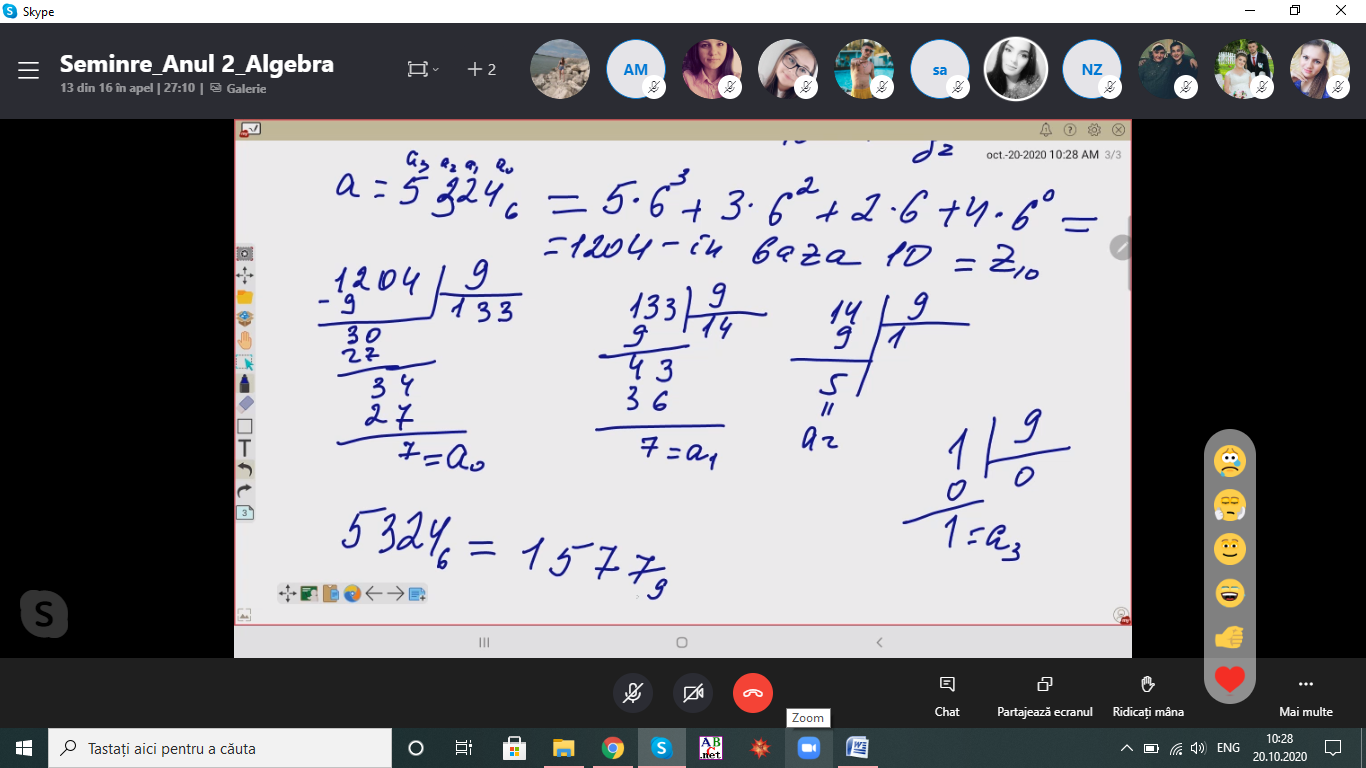 Skype
Seminre_Anul 2_Algebra
13 din 16 în apel | 27:10 | Galerie
+ 2
AM
sa
NZ
oct.-20-2020 10:28 AM 3/3
a₃ a₂ a₁ a₀
a = 5324₆ = 5·6³ + 3·6² + 2·6 + 4·6⁰ =
= 1204 – in baza 10 = Z₁₀
1204 | 9
- 9 133
30
27
34
27
7 = a₀
133 | 9
9 14
43
36
7 = a₁
14 | 9
9 1
5
=
a₂
1 | 9
0 0
1 = a₃
5324₆ = 1577₉
T
3
S
Chat
Partajează ecranul
Ridicați mâna
Mai multe
Zoom
Tastați aici pentru a căuta
ABC.net
ENG
10:28
20.10.2020